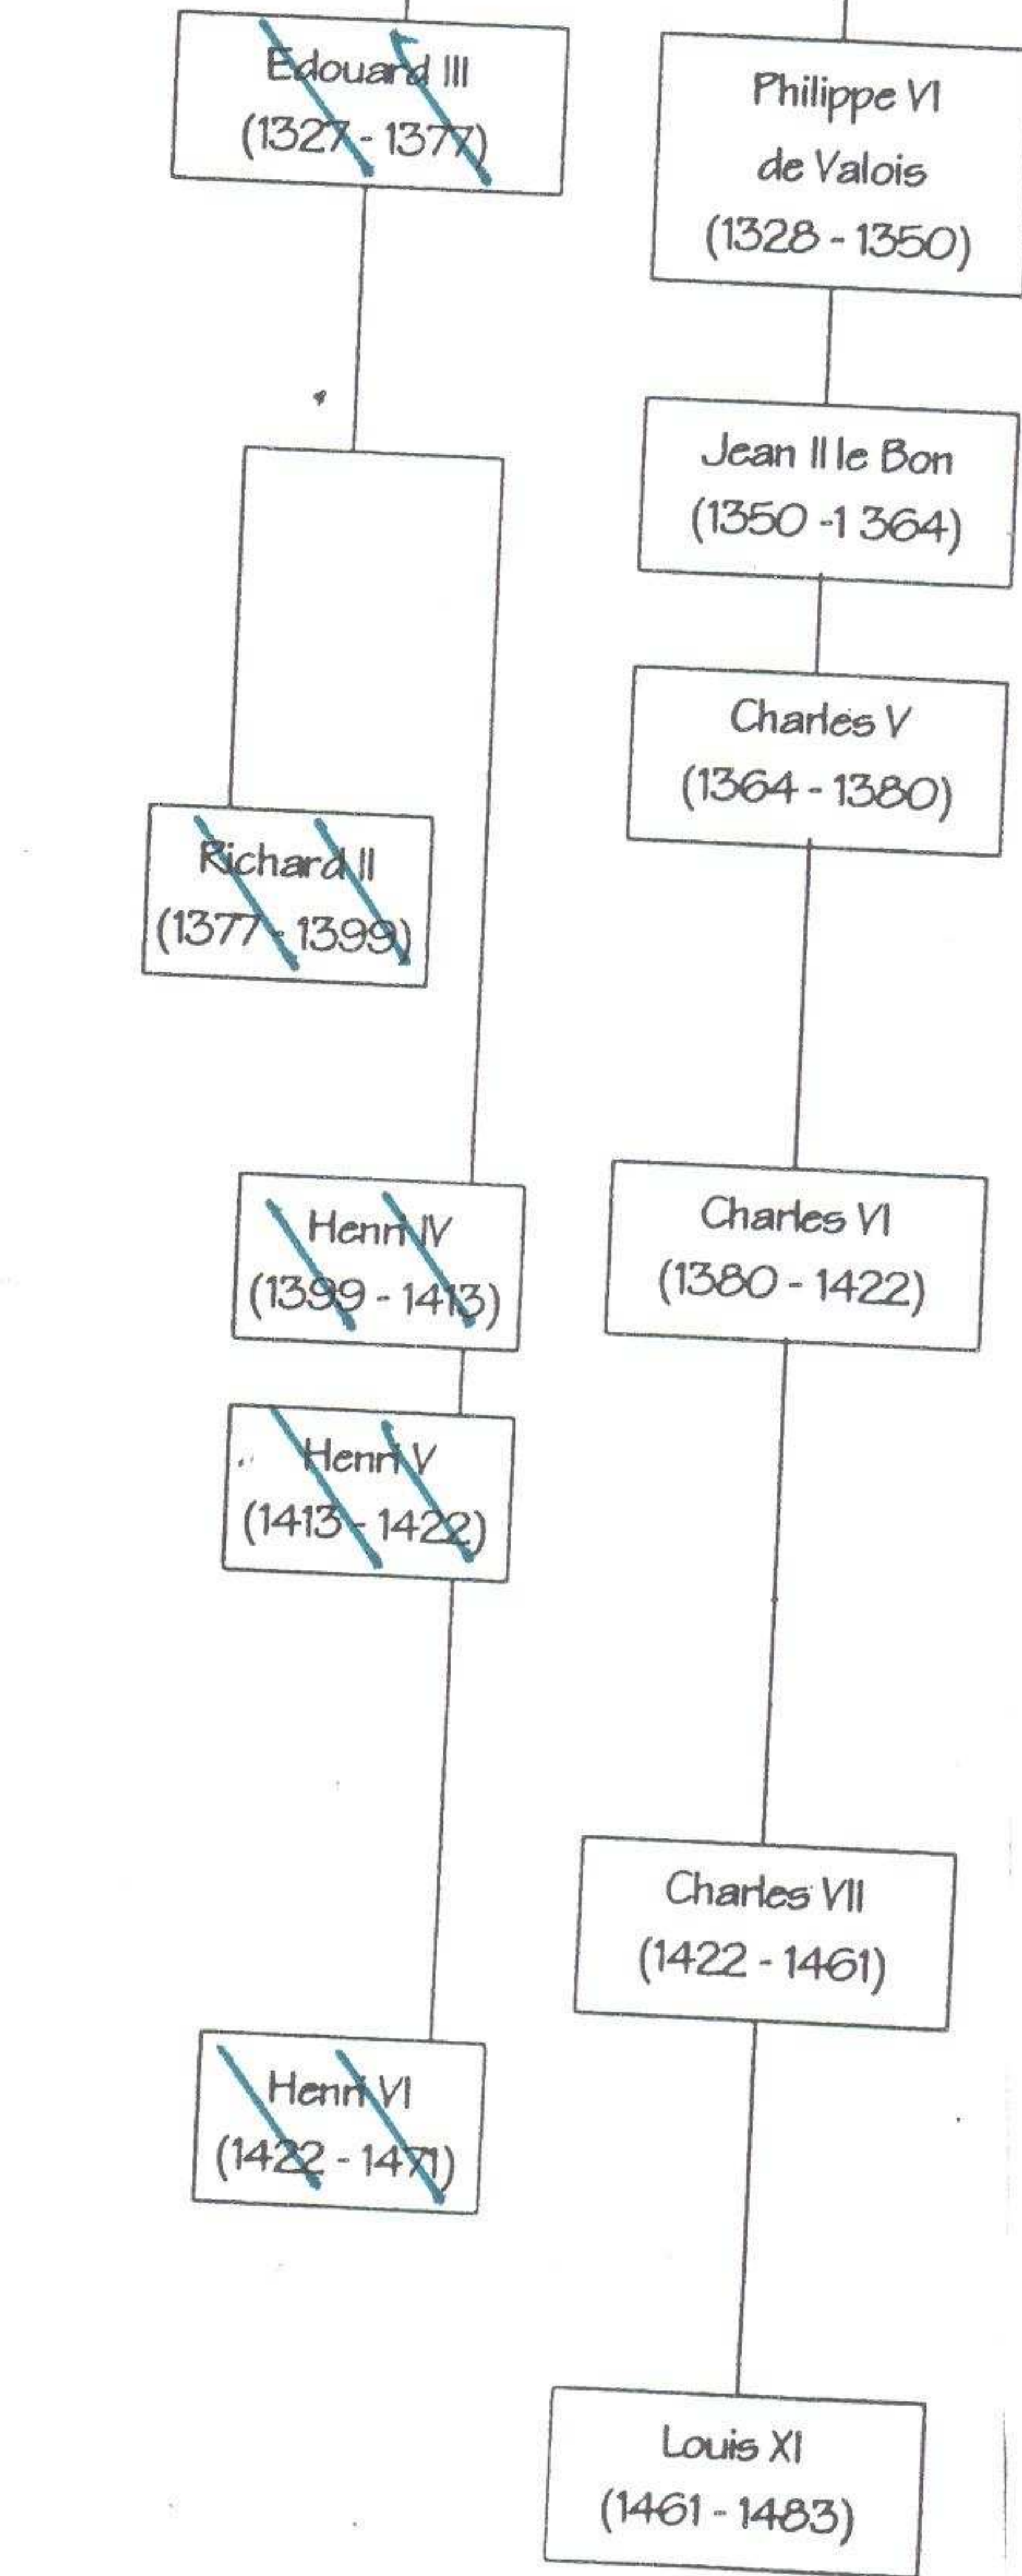 Edouard III
(1327 - 1377)
Philippe VI
de Valois
(1328 - 1350)
Jean II le Bon
(1350 -1 364)
Charles V
(1364 - 1380)
Richard II
(1377 - 1399)
Henri IV
(1399 - 1413)
Charles VI
(1380 - 1422)
Henri V
(1413 - 1422)
Charles VII
(1422 - 1461)
Henri VI
(1422 - 1471)
Louis XI
(1461 - 1483)